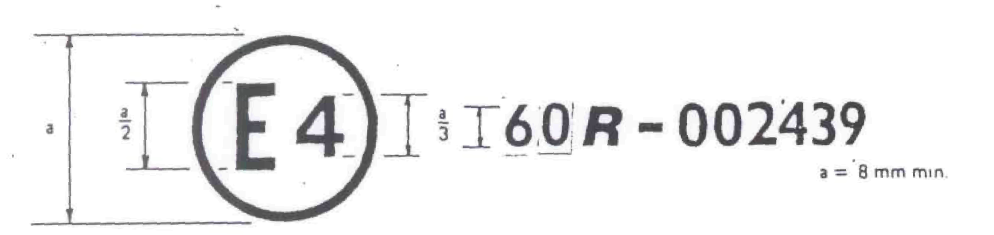 a
a/2
E 4
a/3
60 R - 002439
a = 8 mm min.